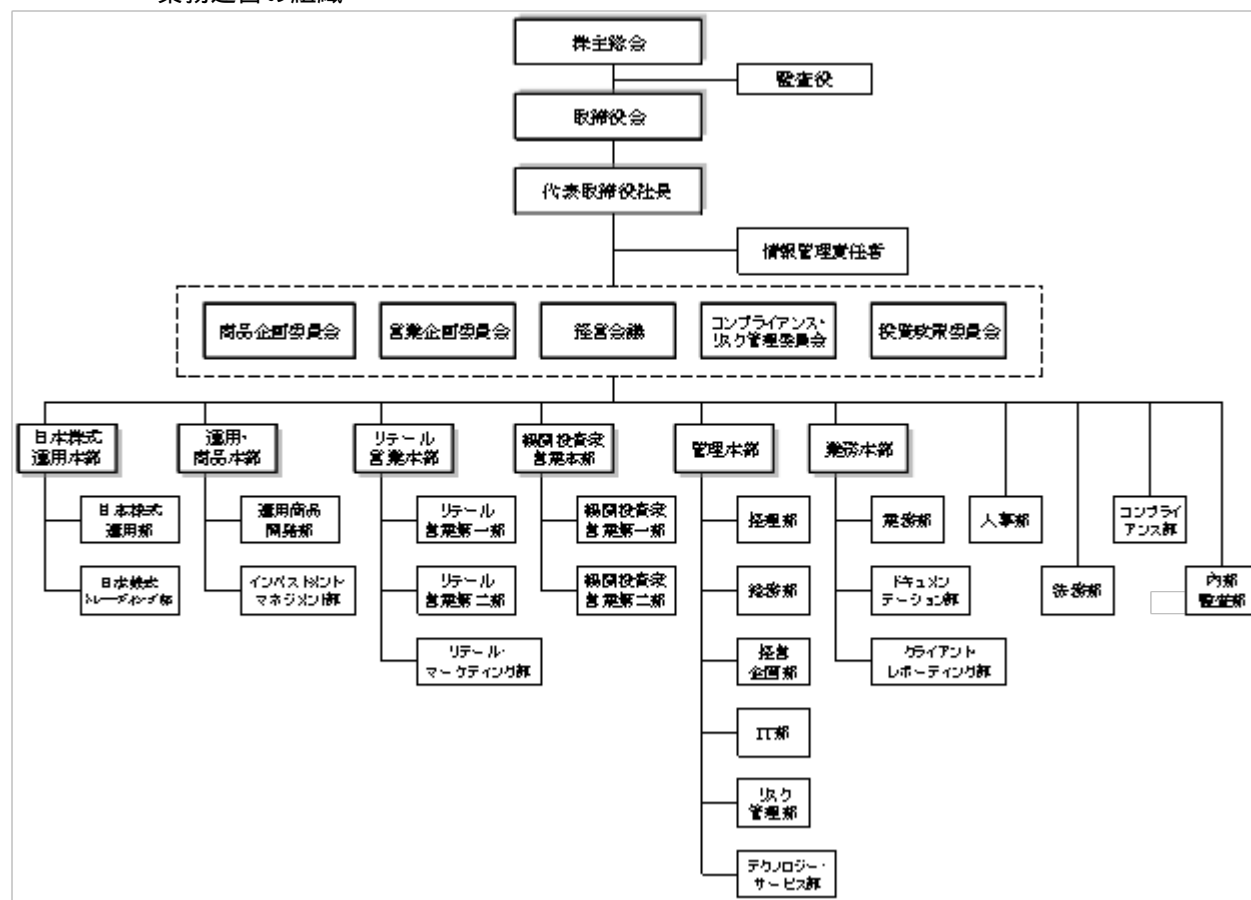 業務運営の組織
株主総会
監査役
取締役会
代表取締役社長
情報管理責任者
商品企画委員会
営業企画委員会
経営会議
コンプライアンス・
リスク管理委員会
投資政策委員会
日本株式
運用本部
運用・
商品本部
リテール
営業本部
機関投資家
営業本部
管理本部
業務本部
日本株式
運用部
運用商品
開発部
リテール
営業第一部
機関投資家
営業第一部
経理部
業務部
人事部
コンプライ
アンス部
日本株式
トレーディング部
インベストメント
マネジメント部
リテール
営業第二部
機関投資家
営業第二部
総務部
ドキュメン
テーション部
法務部
内部
監査部
リテール・
マーケティング部
経営
企画部
クライアント・
レポーティング部
IT部
リスク
管理部
テクノロジー・
サービス部